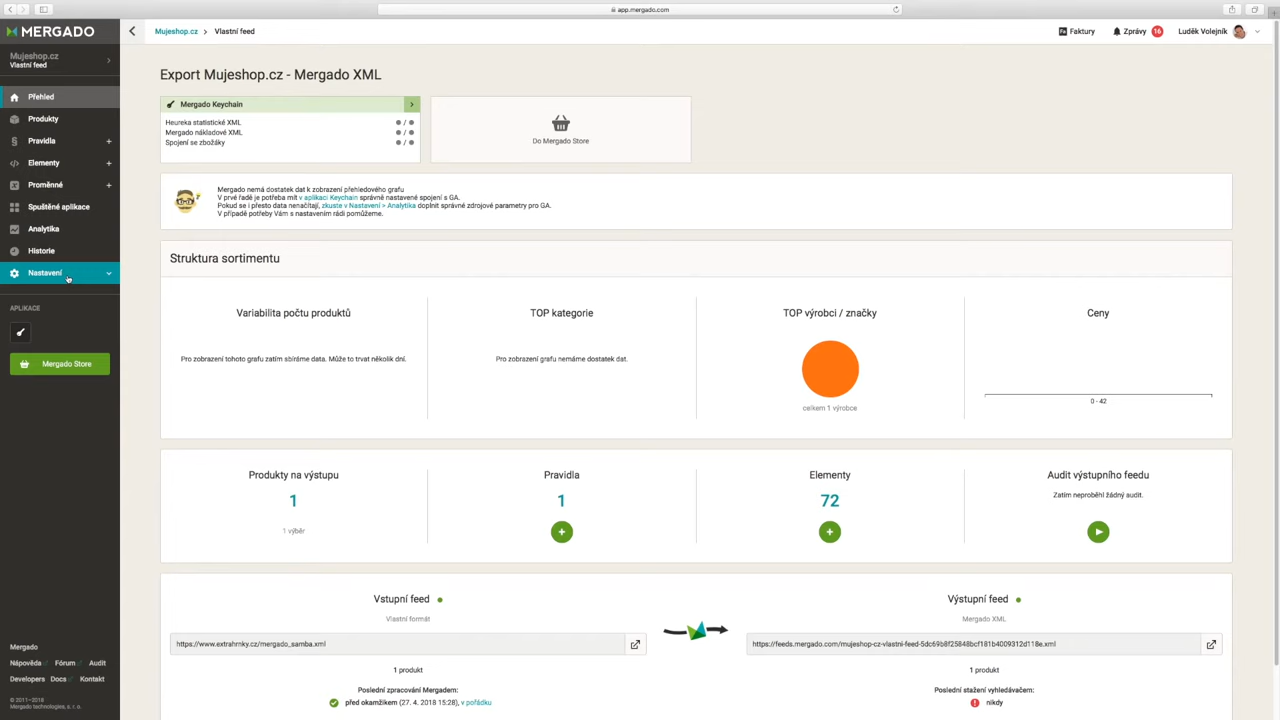 app.mergado.com
MERGADO
Mujeshop.cz
Vlastní feed
Mujeshop.cz > Vlastní feed
Faktury
Zprávy 16
Luděk Volejník
Přehled
Produkty
Pravidla +
Elementy +
Proměnné +
Spuštěné aplikace
Analytika
Historie
Nastavení
APLIKACE
Mergado Store
Mergado
Nápověda
Fórum
Audit
Developers
Docs
Kontakt
© 2011–2018
Mergado technologies, s. r. o.
Export Mujeshop.cz - Mergado XML
Mergado Keychain
Heureka statistické XML
Mergado nákladové XML
Spojení se zbožáky
Do Mergado Store
Mergado nemá dostatek dat k zobrazení přehledového grafu
V prvé řadě je potřeba mít v aplikaci Keychain správně nastavené spojení s GA.
Pokud se i přesto data nenačítají, zkuste v Nastavení > Analytika doplnit správné zdrojové parametry pro GA.
V případě potřeby Vám s nastavením rádi pomůžeme.
Struktura sortimentu
Variabilita počtu produktů
Pro zobrazení tohoto grafu zatím sbíráme data. Může to trvat několik dní.
TOP kategorie
Pro zobrazení grafu nemáme dostatek dat.
TOP výrobci / značky
celkem 1 výrobce
Ceny
0 - 42
Produkty na výstupu
1
1 výběr
Pravidla
1
Elementy
72
Audit výstupního feedu
Zatím neproběhl žádný audit.
Vstupní feed
Vlastní formát
https://www.extrahrnky.cz/mergado_samba.xml
1 produkt
Poslední zpracování Mergadem:
před okamžikem (27. 4. 2018 15:28), v pořádku
Výstupní feed
Mergado XML
https://feeds.mergado.com/mujeshop-cz-vlastni-feed-5dc69b8f25848bcf181b4009312d118e.xml
1 produkt
Poslední stažení vyhledávačem:
nikdy